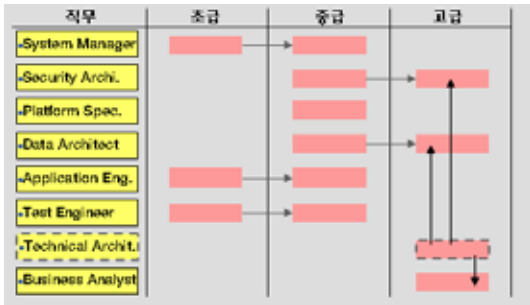 직무 초급 중급 고급
•System Manager
•Security Archi.
•Platform Spec.
•Data Architect
•Application Eng.
•Test Engineer
•Technical Archit.
•Business Analyst